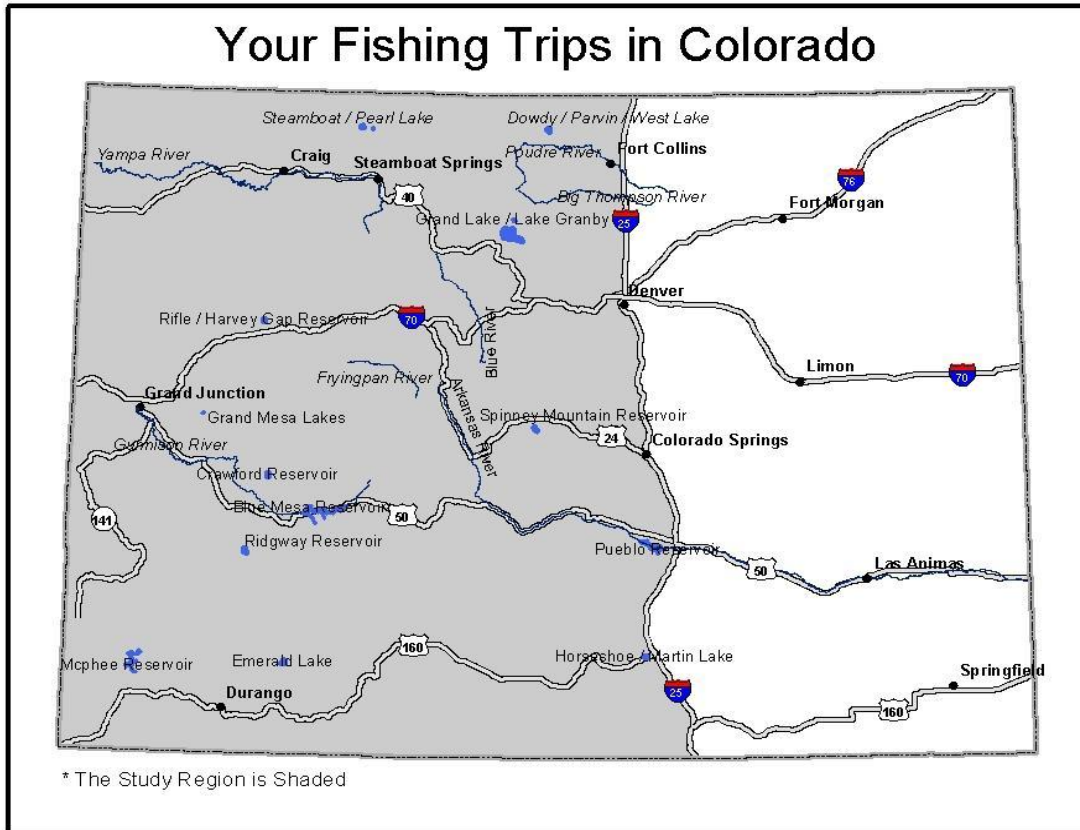 Your Fishing Trips in Colorado
Steamboat / Pearl Lake
Dowdy / Parvin / West Lake
Yampa River
Craig
Steamboat Springs
Poudre River
Fort Collins
40
Big Thompson River
76
Grand Lake / Lake Granby
25
Fort Morgan
Denver
Rifle / Harvey Gap Reservoir
70
Blue River
Limon
70
Fryingpan River
Arkansas River
Grand Junction
Grand Mesa Lakes
Spinney Mountain Reservoir
24
Colorado Springs
Gunnison River
Crawford Reservoir
Blue Mesa Reservoir
50
141
Ridgway Reservoir
Pueblo Reservoir
50
Las Animas
Mcphee Reservoir
Emerald Lake
160
Horseshoe / Martin Lake
Durango
25
Springfield
160
* The Study Region is Shaded